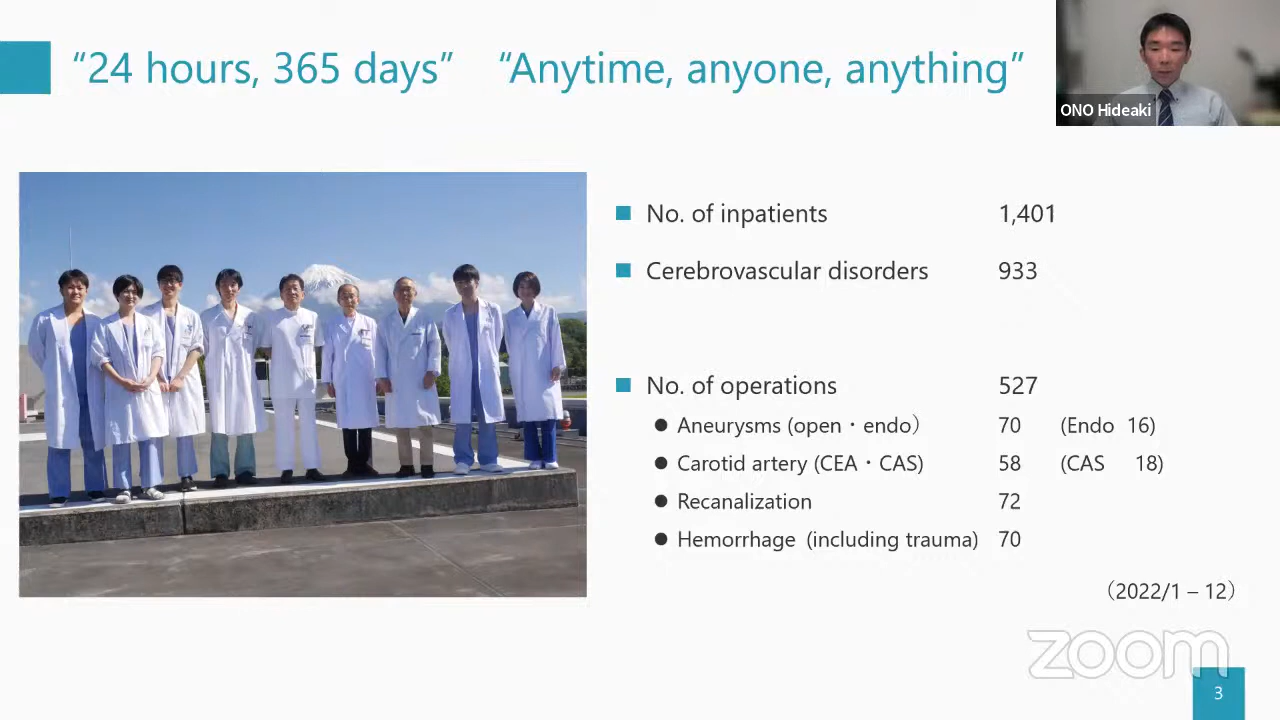 “24 hours, 365 days” “Anytime, anyone, anything”
ONO Hideaki
No. of inpatients 1,401
Cerebrovascular disorders 933
No. of operations 527
Aneurysms (open・endo） 70 (Endo 16)
Carotid artery (CEA・CAS) 58 (CAS 18)
Recanalization 72
Hemorrhage (including trauma) 70
（2022/1 – 12）
zoom
3